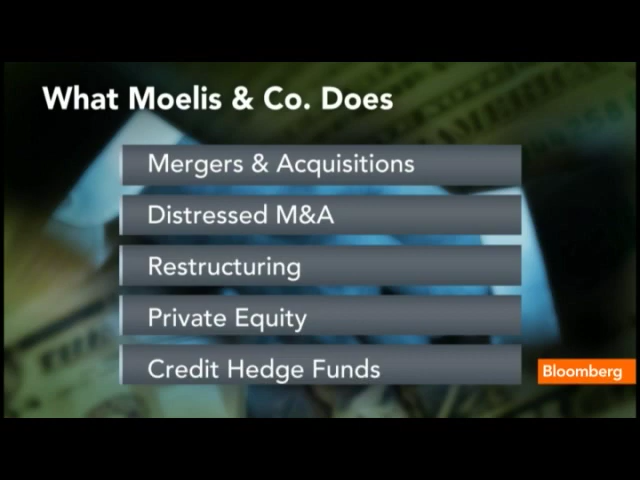 What Moelis & Co. Does
Mergers & Acquisitions
Distressed M&A
Restructuring
Private Equity
Credit Hedge Funds
Bloomberg